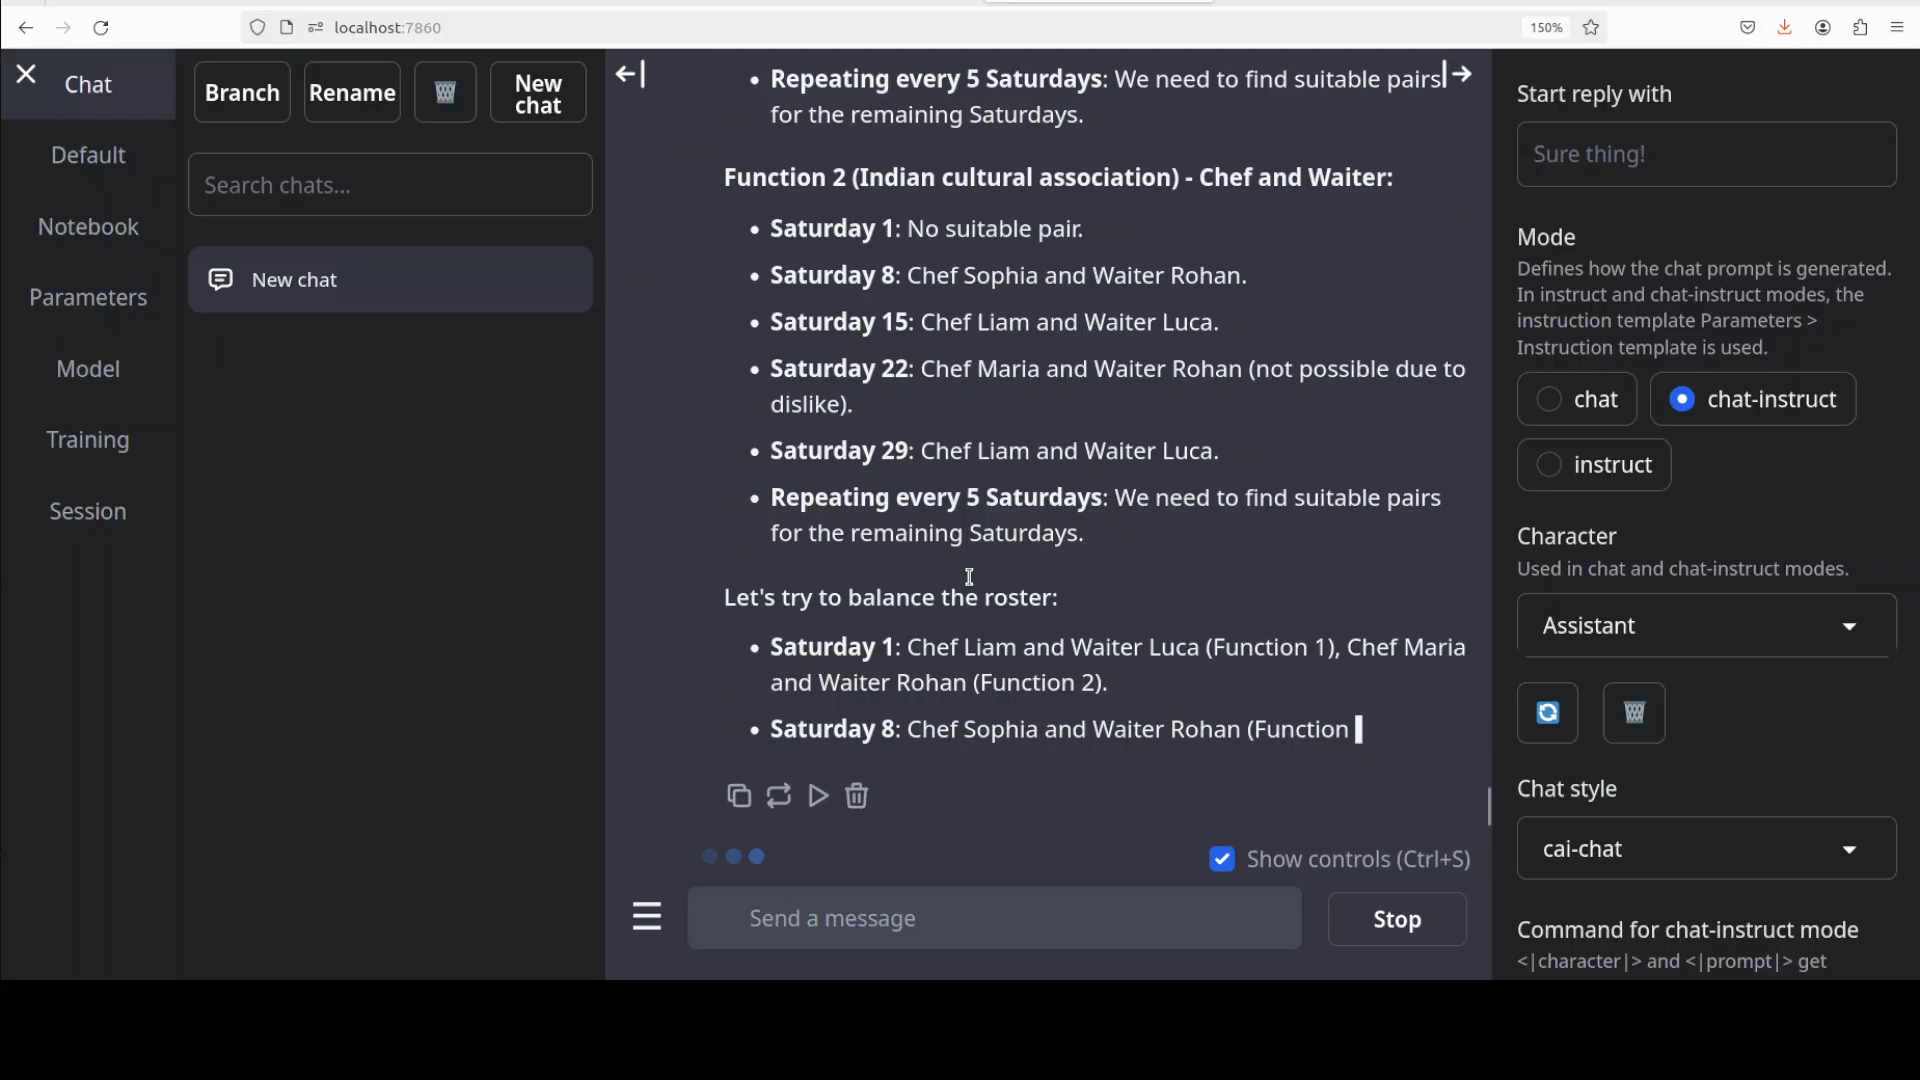 localhost:7860
150%
Chat
Default
Notebook
Parameters
Model
Training
Session
Branch
Rename
New
chat
Search chats...
New chat
• Repeating every 5 Saturdays: We need to find suitable pairs
for the remaining Saturdays.
Function 2 (Indian cultural association) - Chef and Waiter:
• Saturday 1: No suitable pair.
• Saturday 8: Chef Sophia and Waiter Rohan.
• Saturday 15: Chef Liam and Waiter Luca.
• Saturday 22: Chef Maria and Waiter Rohan (not possible due to
dislike).
• Saturday 29: Chef Liam and Waiter Luca.
• Repeating every 5 Saturdays: We need to find suitable pairs
for the remaining Saturdays.
Let's try to balance the roster:
• Saturday 1: Chef Liam and Waiter Luca (Function 1), Chef Maria
and Waiter Rohan (Function 2).
• Saturday 8: Chef Sophia and Waiter Rohan (Function
Show controls (Ctrl+S)
Send a message
Stop
Start reply with
Sure thing!
Mode
Defines how the chat prompt is generated.
In instruct and chat-instruct modes, the
instruction template Parameters >
Instruction template is used.
chat
chat-instruct
instruct
Character
Used in chat and chat-instruct modes.
Assistant
Chat style
cai-chat
Command for chat-instruct mode
<|character|> and <|prompt|> get